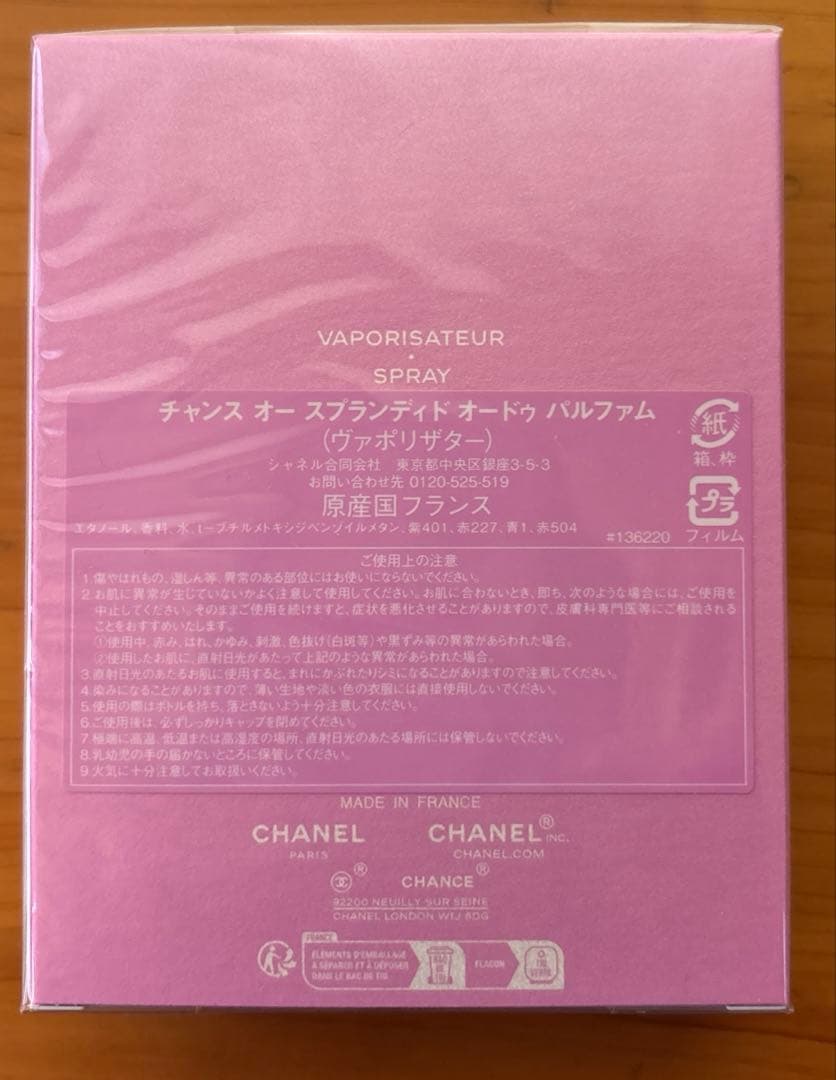 VAPORISATEUR
SPRAY
チャンス オー スプランディド オードゥ パルファム
(ヴァポリザター)
シャネル合同会社 東京都中央区銀座3-5-3
お問い合わせ先 0120-525-519
原産国フランス
エタノール、香料、水、t-ブチルメトキシジベンゾイルメタン、紫401、赤227、青1、赤504
#136220
紙
箱、枠
プラ
フィルム
ご使用上の注意
1.傷やはれもの、湿しん等、異常のある部位にはお使いにならないでください。
2.お肌に異常が生じていないかよく注意して使用してください。お肌に合わないとき、即ち、次のような場合には、ご使用を
中止してください。そのままご使用を続けますと、症状を悪化させることがありますので、皮膚科専門医等にご相談される
ことをおすすめいたします。
①使用中、赤み、はれ、かゆみ、刺激、色抜け(白斑等)や黒ずみ等の異常があらわれた場合。
②使用したお肌に、直射日光があたって上記のような異常があらわれた場合。
3.直射日光のあたるお肌に使用すると、まれにかぶれたりシミになることがありますので注意してください。
4.染みになることがありますので、薄い生地や淡い色の衣服には直接使用しないでください。
5.使用の際はボトルを持ち、落とさないよう十分注意してください。
6.ご使用後は、必ずしっかりキャップを閉めてください。
7.極端に高温、低温または高湿度の場所、直射日光のあたる場所には保管しないでください。
8.乳幼児の手の届かないところに保管してください。
9.火気に十分注意してお取扱いください。
MADE IN FRANCE
CHANEL CHANEL® INC.
PARIS CHANEL.COM
® CHANCE®
92200 NEUILLY SUR SEINE
CHANEL LONDON W1J 6DG
FRANCE
ÉLÉMENTS D'EMBALLAGE
À SÉPARER ET À DÉPOSER
DANS LE BAC DE TRI
BAC DE TRI
FLACON
TRI VERRE